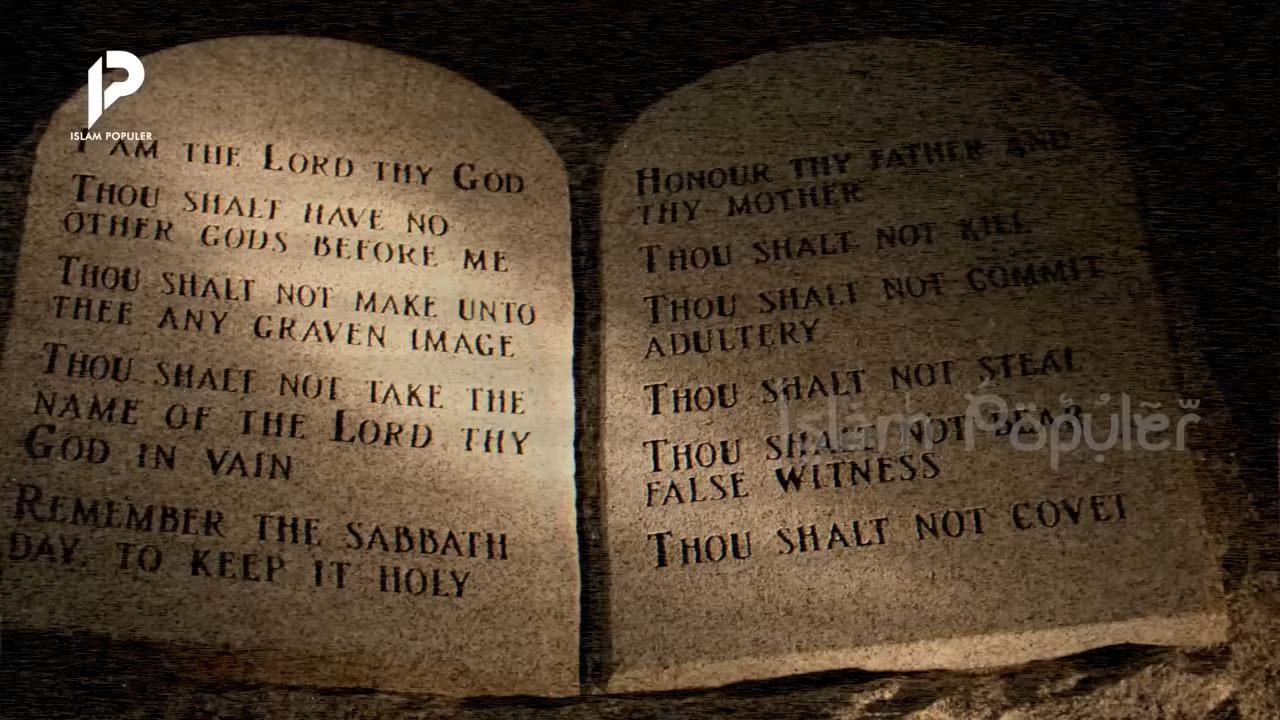 ISLAM POPULER
I AM THE LORD THY GOD
THOU SHALT HAVE NO
OTHER GODS BEFORE ME
THOU SHALT NOT MAKE UNTO
THEE ANY GRAVEN IMAGE
THOU SHALT NOT TAKE THE
NAME OF THE LORD THY
GOD IN VAIN
REMEMBER THE SABBATH
DAY, TO KEEP IT HOLY
HONOUR THY FATHER AND
THY MOTHER
THOU SHALT NOT KILL
THOU SHALT NOT COMMIT
ADULTERY
THOU SHALT NOT STEAL
THOU SHALT NOT BEAR
FALSE WITNESS
THOU SHALT NOT COVET
Islam Populer